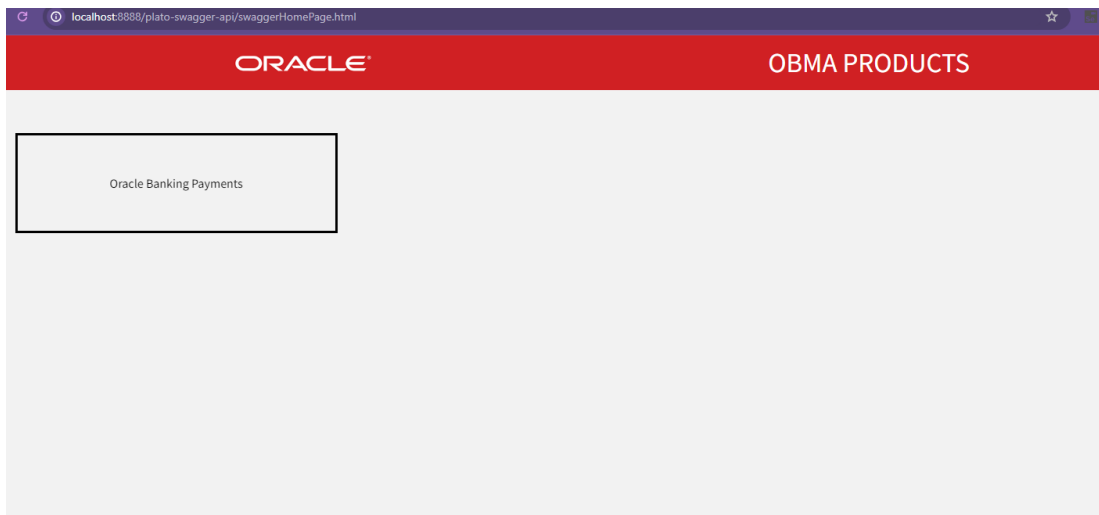 localhost:8888/plato-swagger-api/swaggerHomePage.html
ORACLE
OBMA PRODUCTS
Oracle Banking Payments